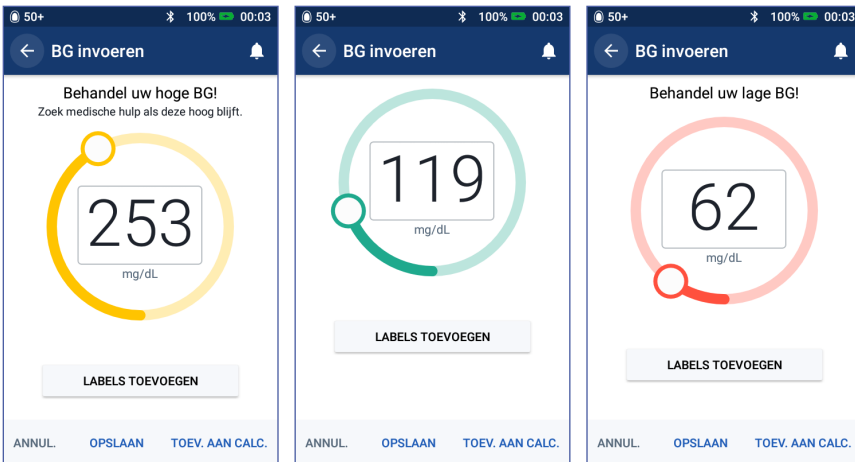 50+ 100% 00:03
BG invoeren
Behandel uw hoge BG!
Zoek medische hulp als deze hoog blijft.
253
mg/dL
LABELS TOEVOEGEN
ANNUL. OPSLAAN TOEV. AAN CALC.
50+ 100% 00:03
BG invoeren
119
mg/dL
LABELS TOEVOEGEN
ANNUL. OPSLAAN TOEV. AAN CALC.
50+ 100% 00:03
BG invoeren
Behandel uw lage BG!
62
mg/dL
LABELS TOEVOEGEN
ANNUL. OPSLAAN TOEV. AAN CALC.